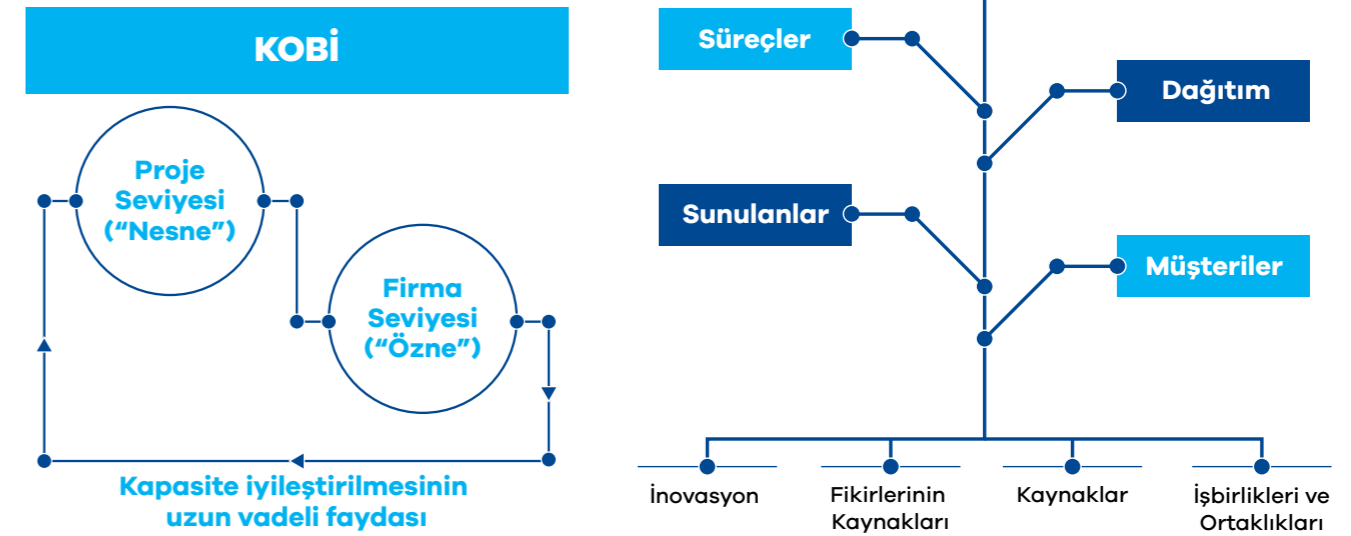 KOBİ
Proje
Seviyesi
(“Nesne”)
Firma
Seviyesi
(“Özne”)
Kapasite iyileştirilmesinin
uzun vadeli faydası
Süreçler
Dağıtım
Sunulanlar
Müşteriler
İnovasyon
Fikirlerinin
Kaynakları
Kaynaklar
İşbirlikleri ve
Ortaklıkları